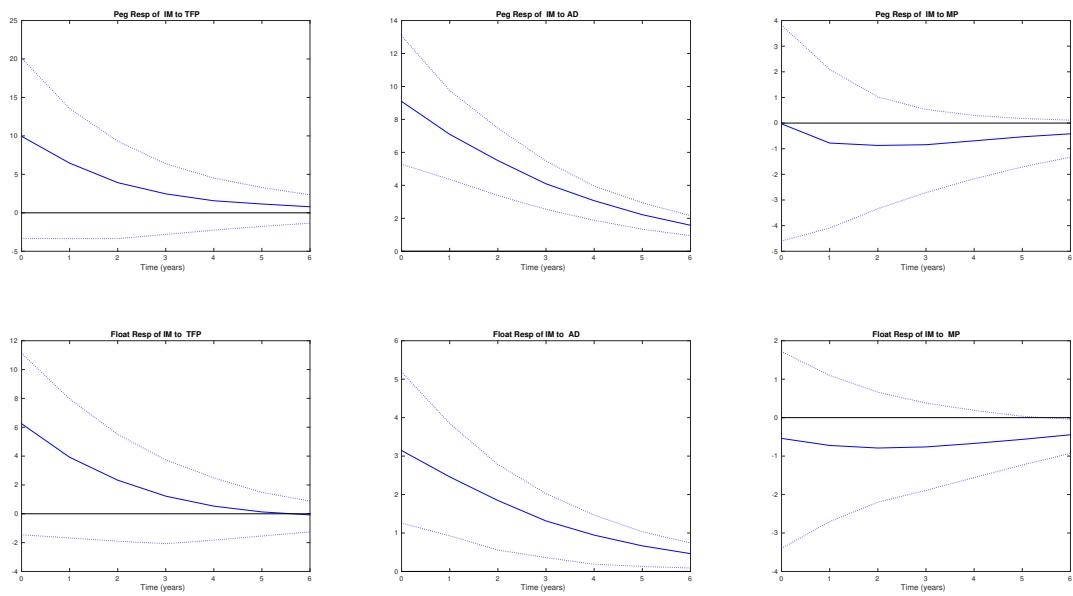 Peg Resp of IM to TFP
25
20
15
10
5
0
-5
0 1 2 3 4 5 6
Time (years)
Peg Resp of IM to AD
14
12
10
8
6
4
2
0
0 1 2 3 4 5 6
Time (years)
Peg Resp of IM to MP
4
3
2
1
0
-1
-2
-3
-4
-5
0 1 2 3 4 5 6
Time (years)
Float Resp of IM to TFP
12
10
8
6
4
2
0
-2
-4
0 1 2 3 4 5 6
Time (years)
Float Resp of IM to AD
6
5
4
3
2
1
0
0 1 2 3 4 5 6
Time (years)
Float Resp of IM to MP
2
1
0
-1
-2
-3
-4
0 1 2 3 4 5 6
Time (years)